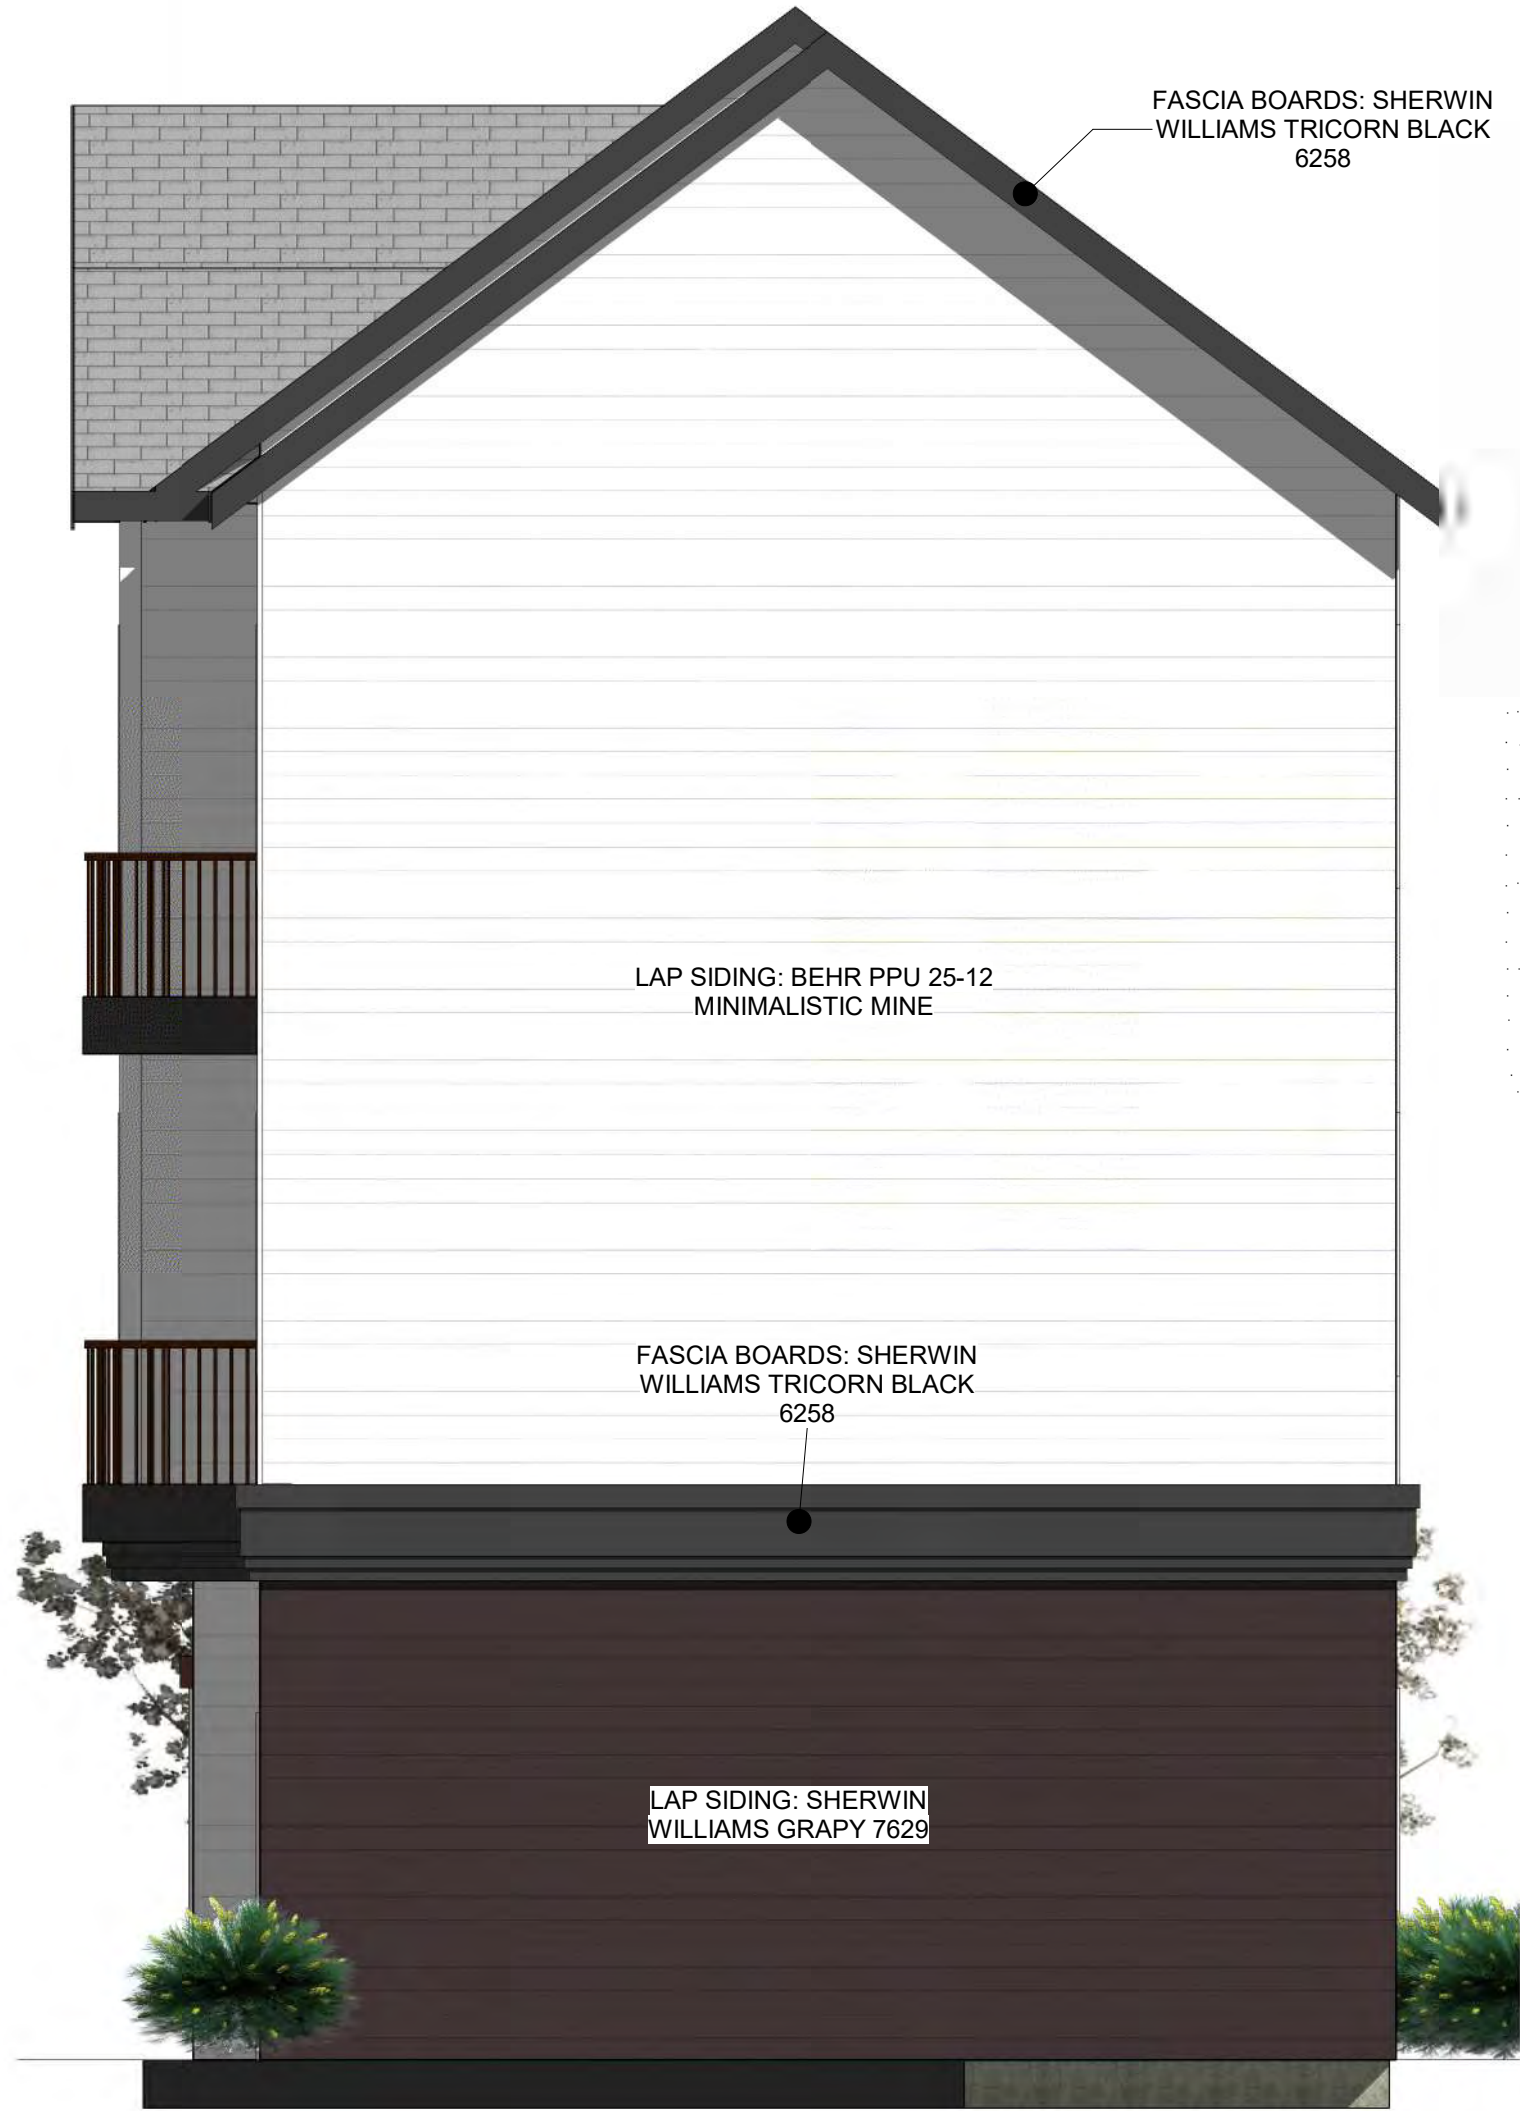 FASCIA BOARDS: SHERWIN
WILLIAMS TRICORN BLACK
6258
LAP SIDING: BEHR PPU 25-12
MINIMALISTIC MINE
FASCIA BOARDS: SHERWIN
WILLIAMS TRICORN BLACK
6258
LAP SIDING: SHERWIN
WILLIAMS GRAPY 7629